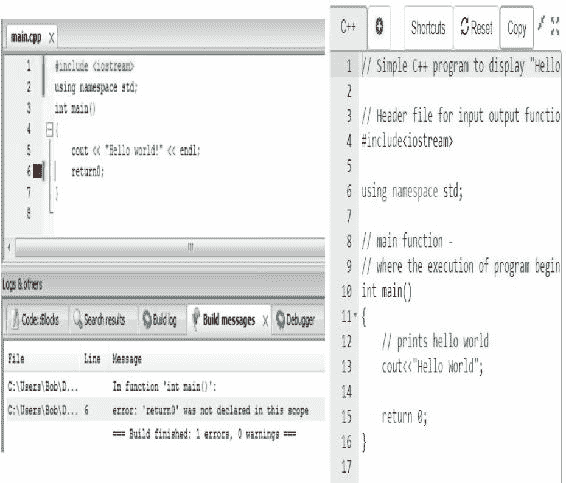 main.cpp X
1 #include <iostream>
2 using namespace std;
3 int main()
4 {
5 cout << "Hello world!" << endl;
6 return0;
7 }
8
Logs & others
Code::Blocks Search results Build log Build messages X Debugger
File Line Message
C:\Users\Bob\D... In function 'int main()':
C:\Users\Bob\D... 6 error: 'return0' was not declared in this scope
=== Build finished: 1 errors, 0 warnings ===
C++ Shortcuts Reset Copy
1 // Simple C++ program to display "Hello
2
3 // Header file for input output functio
4 #include<iostream>
5
6 using namespace std;
7
8 // main function -
9 // where the execution of program begin
10 int main()
11 {
12 // prints hello world
13 cout<<"Hello World";
14
15 return 0;
16 }
17